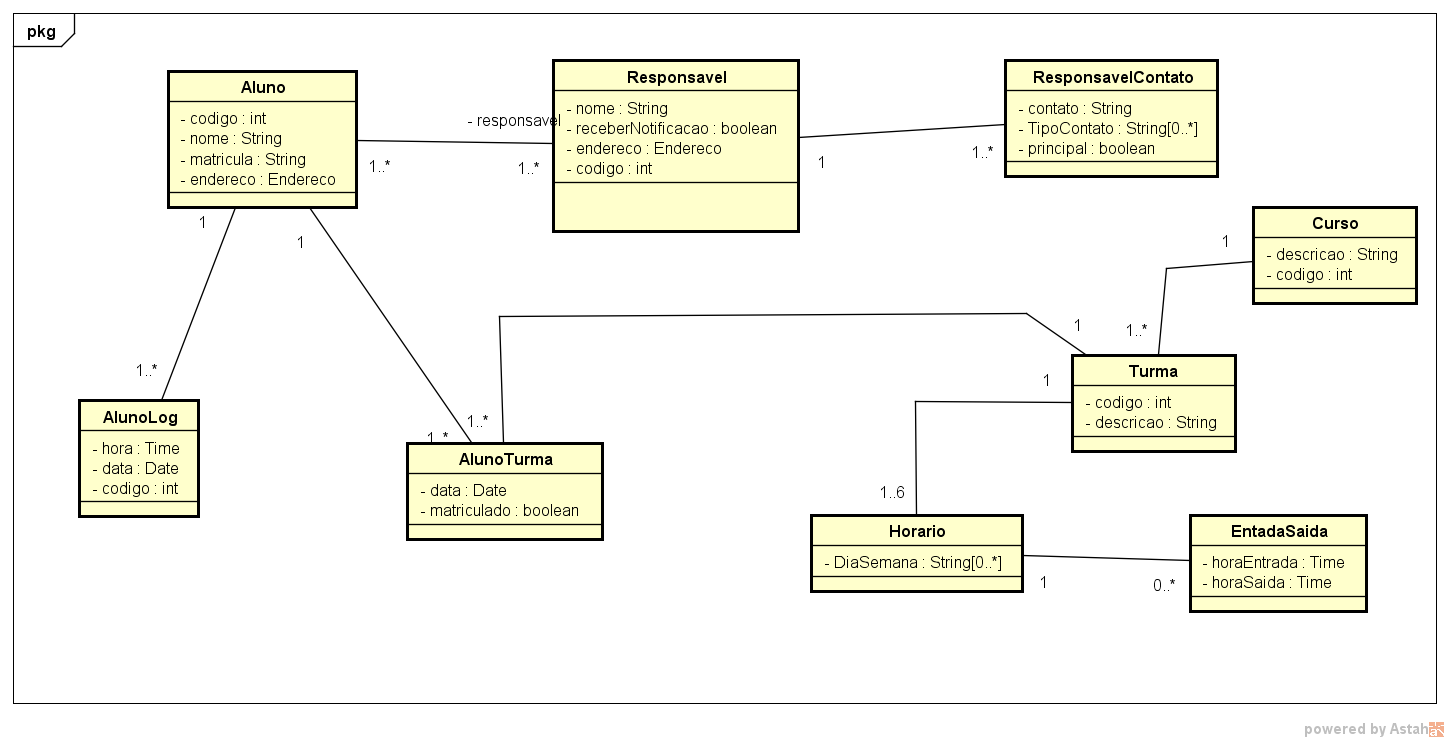 pkg
Aluno
- codigo : int
- nome : String
- matricula : String
- endereco : Endereco
- responsavel
1..*
1..*
Responsavel
- nome : String
- receberNotificacao : boolean
- endereco : Endereco
- codigo : int
1
1..*
ResponsavelContato
- contato : String
- TipoContato : String[0..*]
- principal : boolean
1
1
1..*
1..*
1..*
Curso
- descricao : String
- codigo : int
1
1..*
1
Turma
- codigo : int
- descricao : String
1
1..6
AlunoLog
- hora : Time
- data : Date
- codigo : int
AlunoTurma
- data : Date
- matriculado : boolean
Horario
- DiaSemana : String[0..*]
1
0..*
EntadaSaida
- horaEntrada : Time
- horaSaida : Time
powered by Astah